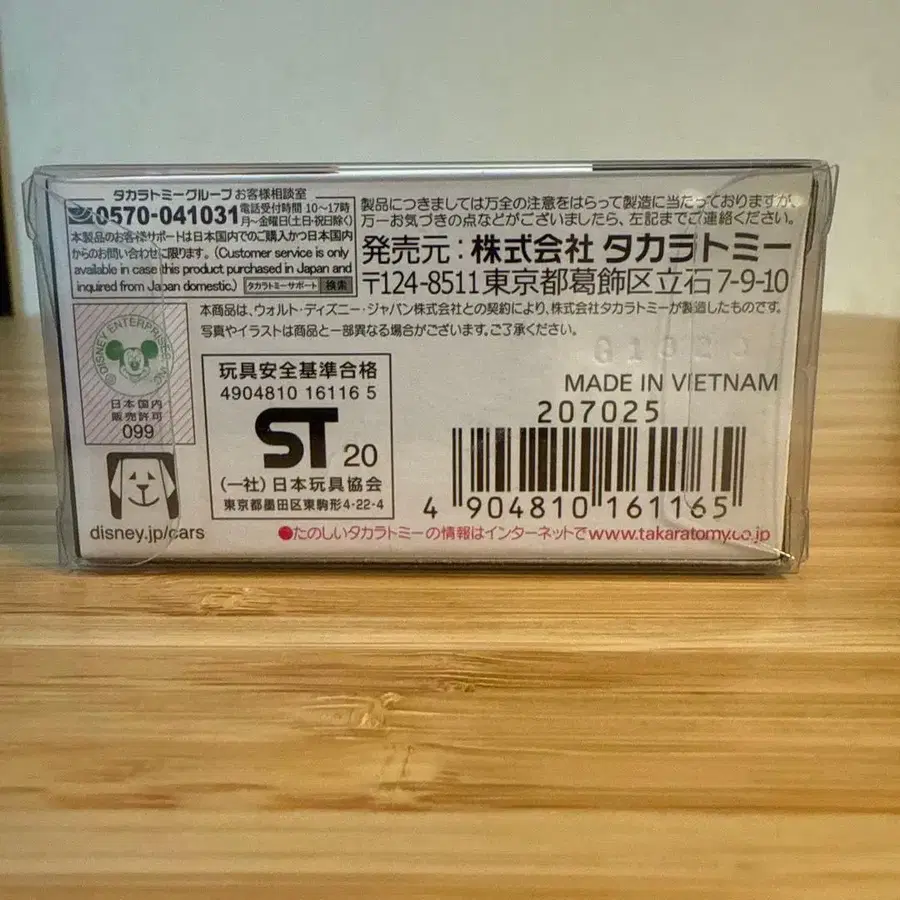 タカラトミーグループ お客様相談室
0570-041031 電話受付時間 10〜17時
月〜金曜日(土・日・祝日除く)
本製品のお客様サポートは日本国内でのご購入かつ日本国内
からのお問い合わせに限ります。(Customer service is only
available in case this product purchased in Japan and
inquired from Japan domestic.) タカラトミーサポート 検索
製品につきましては万全の注意をはらって製造に当たっておりますが、
万一お気づきの点などがございましたら、左記までご連絡ください。
発売元：株式会社 タカラトミー
〒124-8511 東京都葛飾区立石 7-9-10
本商品は、ウォルト・ディズニー・ジャパン株式会社との契約により、株式会社タカラトミーが製造したものです。
写真やイラストは商品と一部異なる場合がございます。ご了承ください。
©DISNEY ENTERPRISES, INC.
日本国内
販売許可
099
disney.jp/cars
玩具安全基準合格
4904810 16116 5
ST 20
(一社)日本玩具協会
東京都墨田区東駒形4-22-4
MADE IN VIETNAM
207025
4 904810 161165
●たのしいタカラトミーの情報はインターネットで www.takaratomy.co.jp